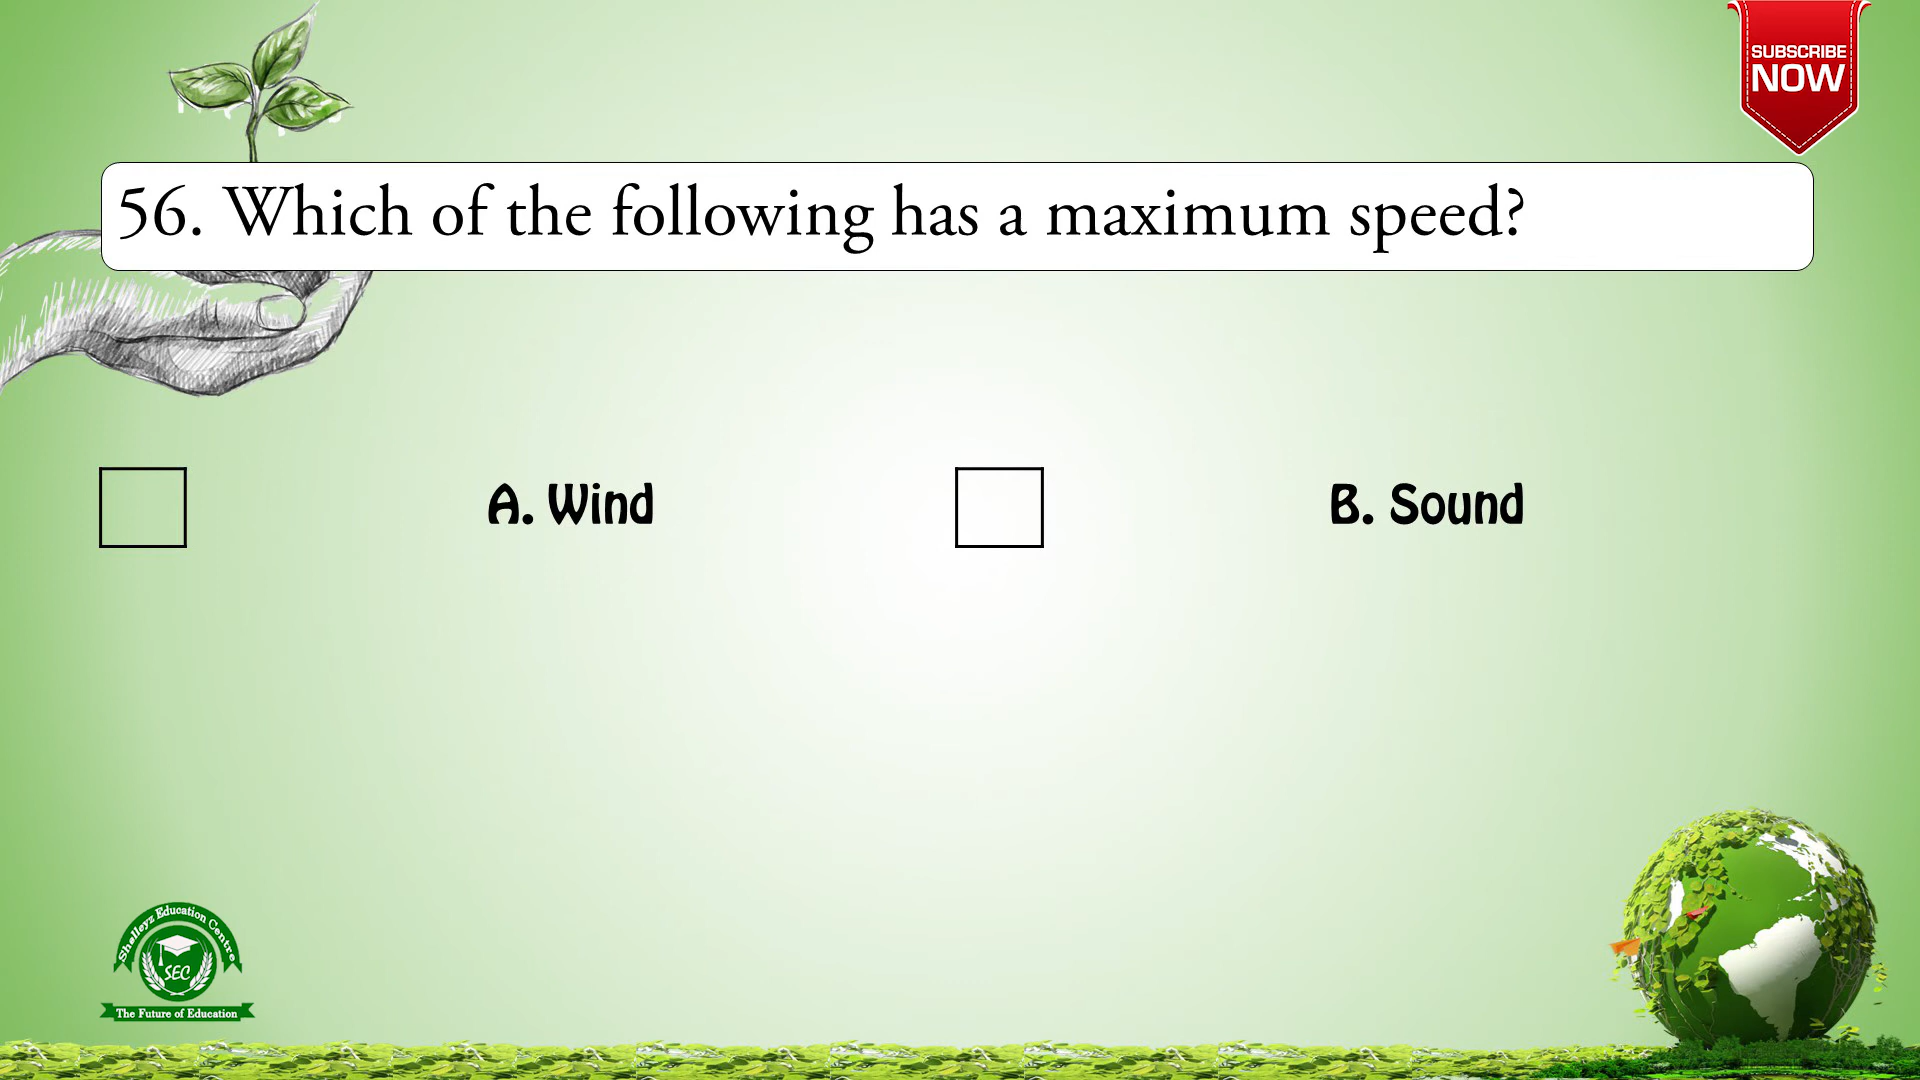 SUBSCRIBE
NOW
56. Which of the following has a maximum speed?
A. Wind
B. Sound
Shelleyz Education Centre
SEC
The Future of Education